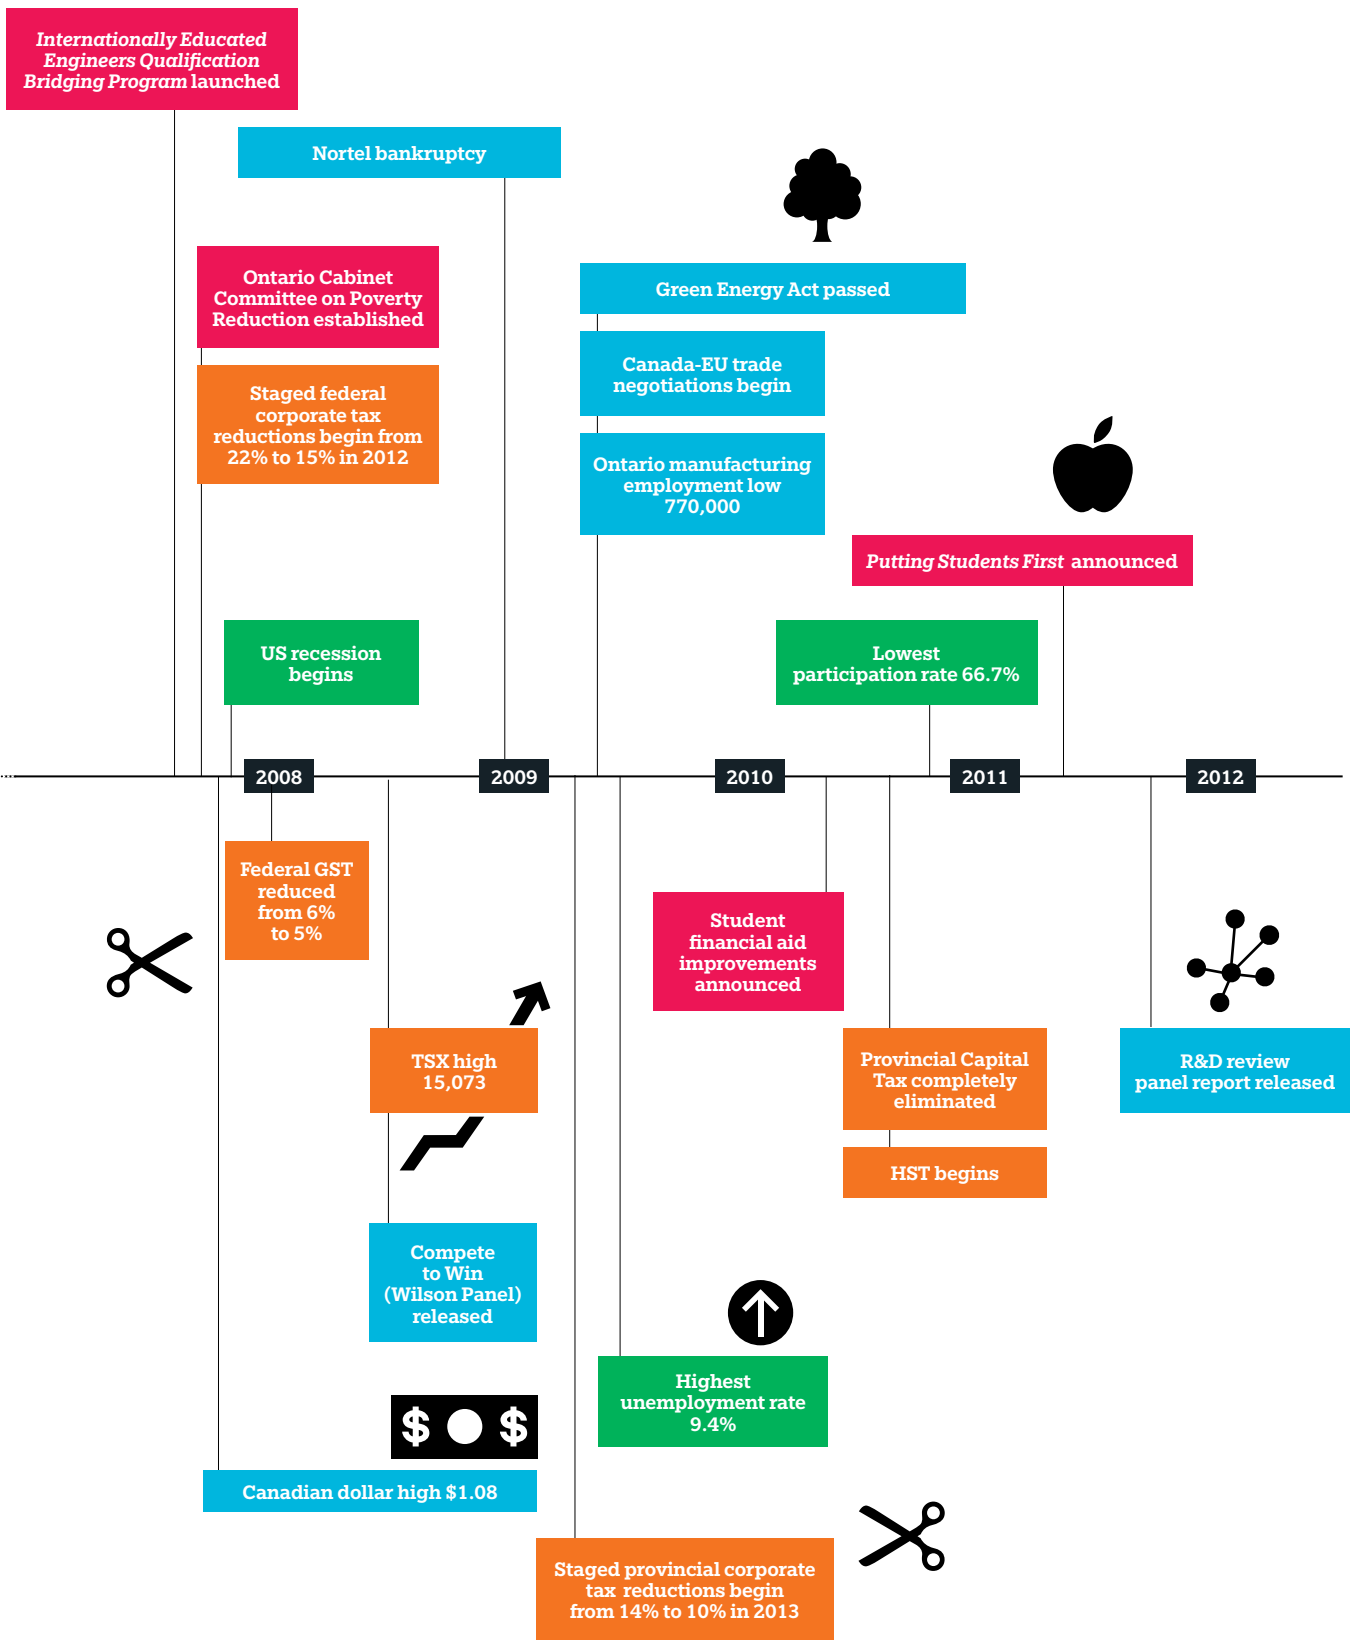 Internationally Educated
Engineers Qualification
Bridging Program launched
Nortel bankruptcy
Ontario Cabinet
Committee on Poverty
Reduction established
Green Energy Act passed
Staged federal
corporate tax
reductions begin from
22% to 15% in 2012
Canada-EU trade
negotiations begin
Ontario manufacturing
employment low
770,000
Putting Students First announced
US recession
begins
Lowest
participation rate 66.7%
2008
2009
2010
2011
2012
Federal GST
reduced
from 6%
to 5%
Student
financial aid
improvements
announced
TSX high
15,073
Provincial Capital
Tax completely
eliminated
R&D review
panel report released
HST begins
Compete
to Win
(Wilson Panel)
released
Highest
unemployment rate
9.4%
$ $
Canadian dollar high $1.08
Staged provincial corporate
tax reductions begin
from 14% to 10% in 2013